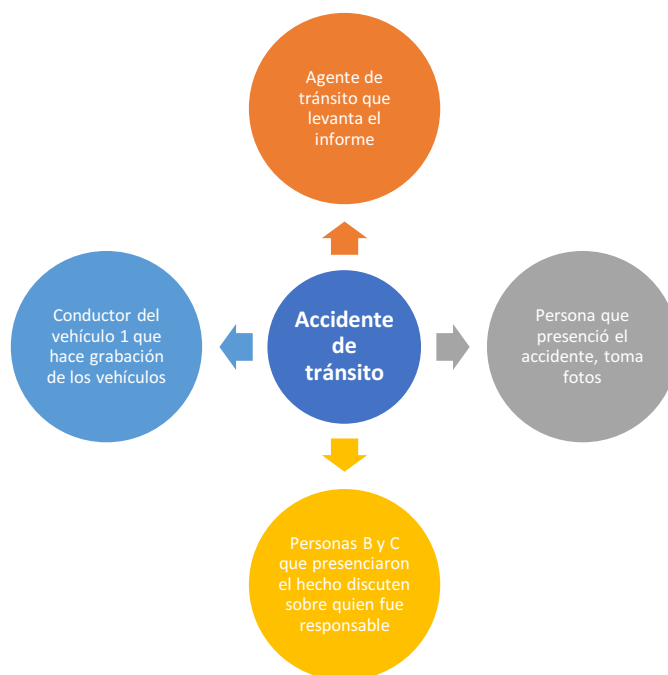 Agente de
tránsito que
levanta el
informe
Conductor del
vehículo 1 que
hace grabación
de los vehículos
Accidente
de
tránsito
Persona que
presenció el
accidente, toma
fotos
Personas B y C
que presenciaron
el hecho discuten
sobre quien fue
responsable